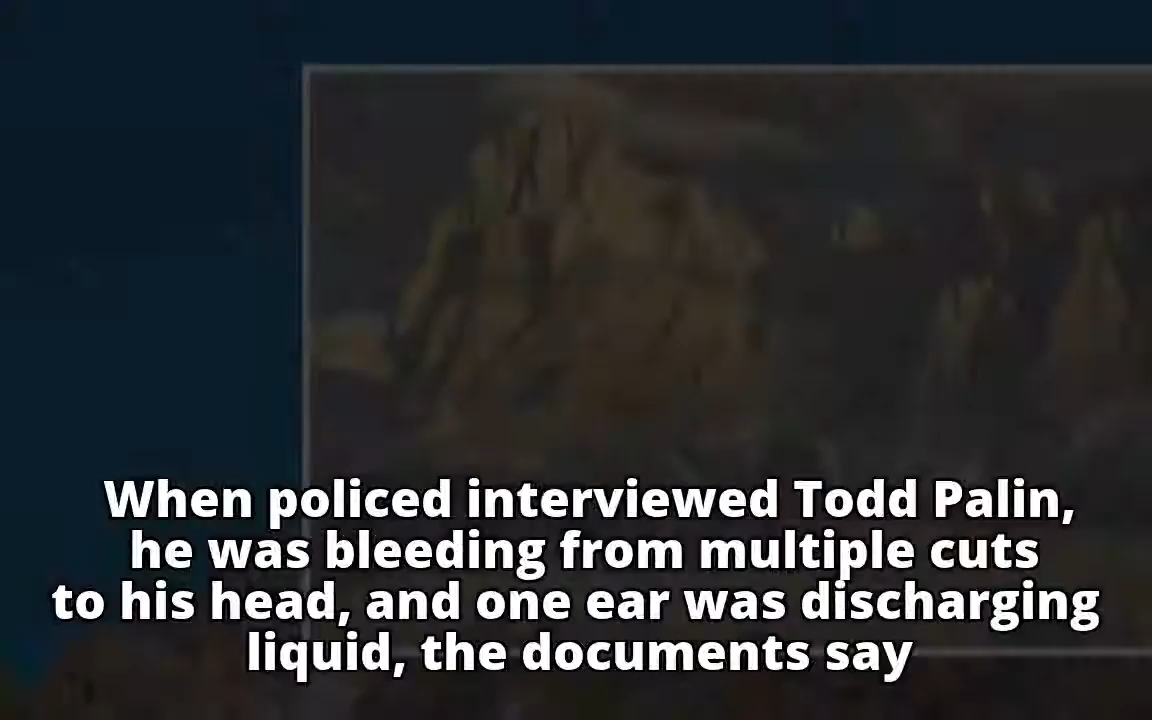 When policed interviewed Todd Palin,
he was bleeding from multiple cuts
to his head, and one ear was discharging
liquid, the documents say